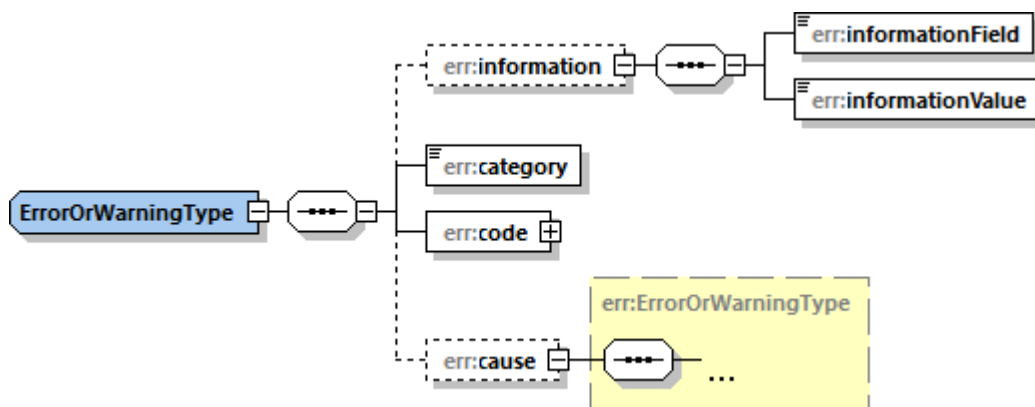 err:information
err:informationField
err:informationValue
err:category
ErrorOrWarningType
err:code
err:ErrorOrWarningType
err:cause
...